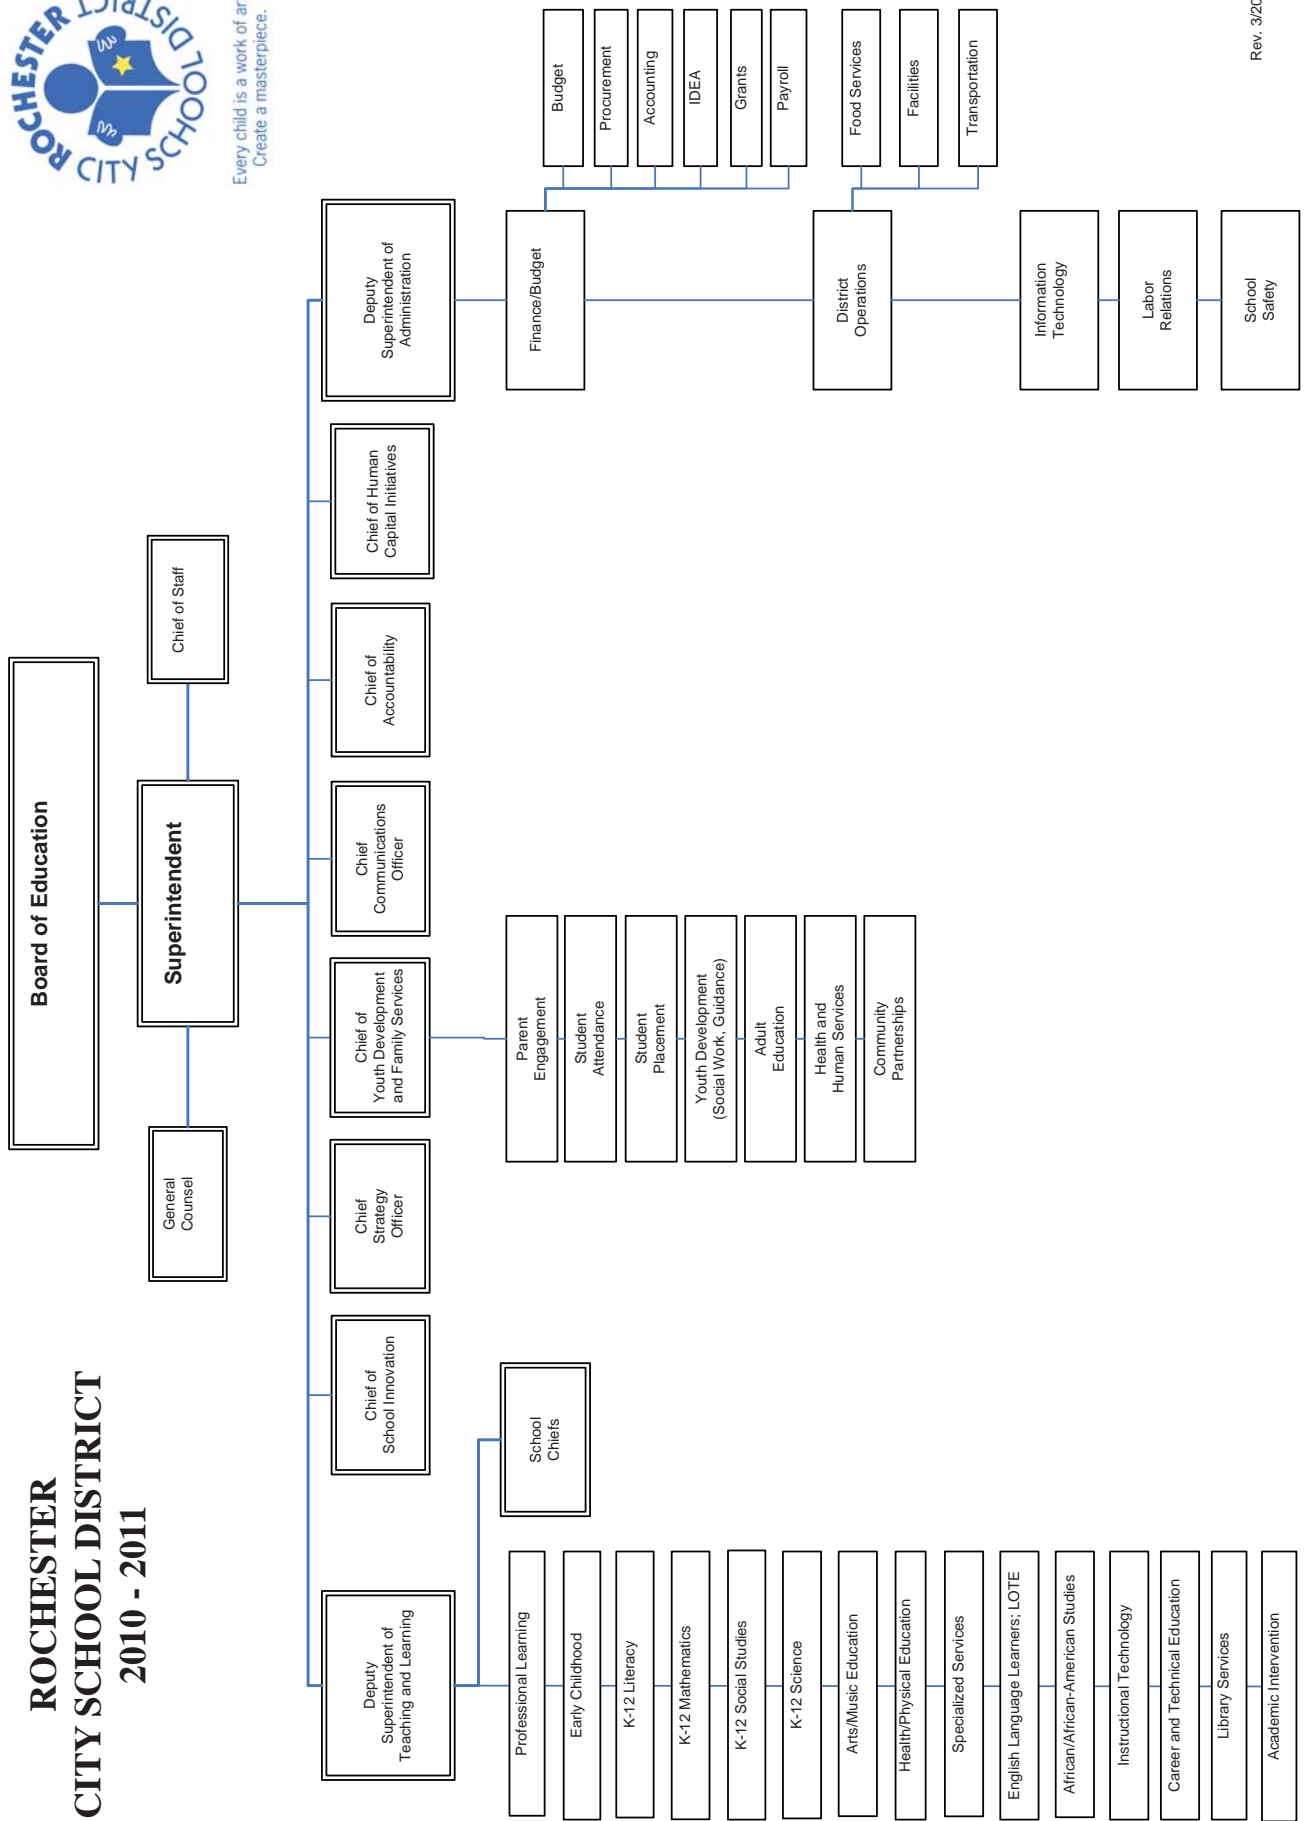 ROCHESTER
CITY SCHOOL DISTRICT
2010 - 2011
ROCHESTER
CITY SCHOOL DISTRICT
Every child is a work of
Create a masterpiece.
Board of Education
Superintendent
General
Counsel
Chief of Staff
Deputy
Superintendent of
Teaching and Learning
Chief of
School Innovation
Chief
Strategy
Officer
Chief of
Youth Development
and Family Services
Chief
Communications
Officer
Chief of
Accountability
Chief of Human
Capital Initiatives
Deputy
Superintendent of
Administration
School
Chiefs
Professional Learning
Early Childhood
K-12 Literacy
K-12 Mathematics
K-12 Social Studies
K-12 Science
Arts/Music Education
Health/Physical Education
Specialized Services
English Language Learners; LOTE
African/African-American Studies
Instructional Technology
Career and Technical Education
Library Services
Academic Intervention
Parent
Engagement
Student
Attendance
Student
Placement
Youth Development
(Social Work, Guidance)
Adult
Education
Health and
Human Services
Community
Partnerships
Finance/Budget
Budget
Procurement
Accounting
IDEA
Grants
Payroll
District
Operations
Food Services
Facilities
Transportation
Information
Technology
Labor
Relations
School
Safety
Rev.